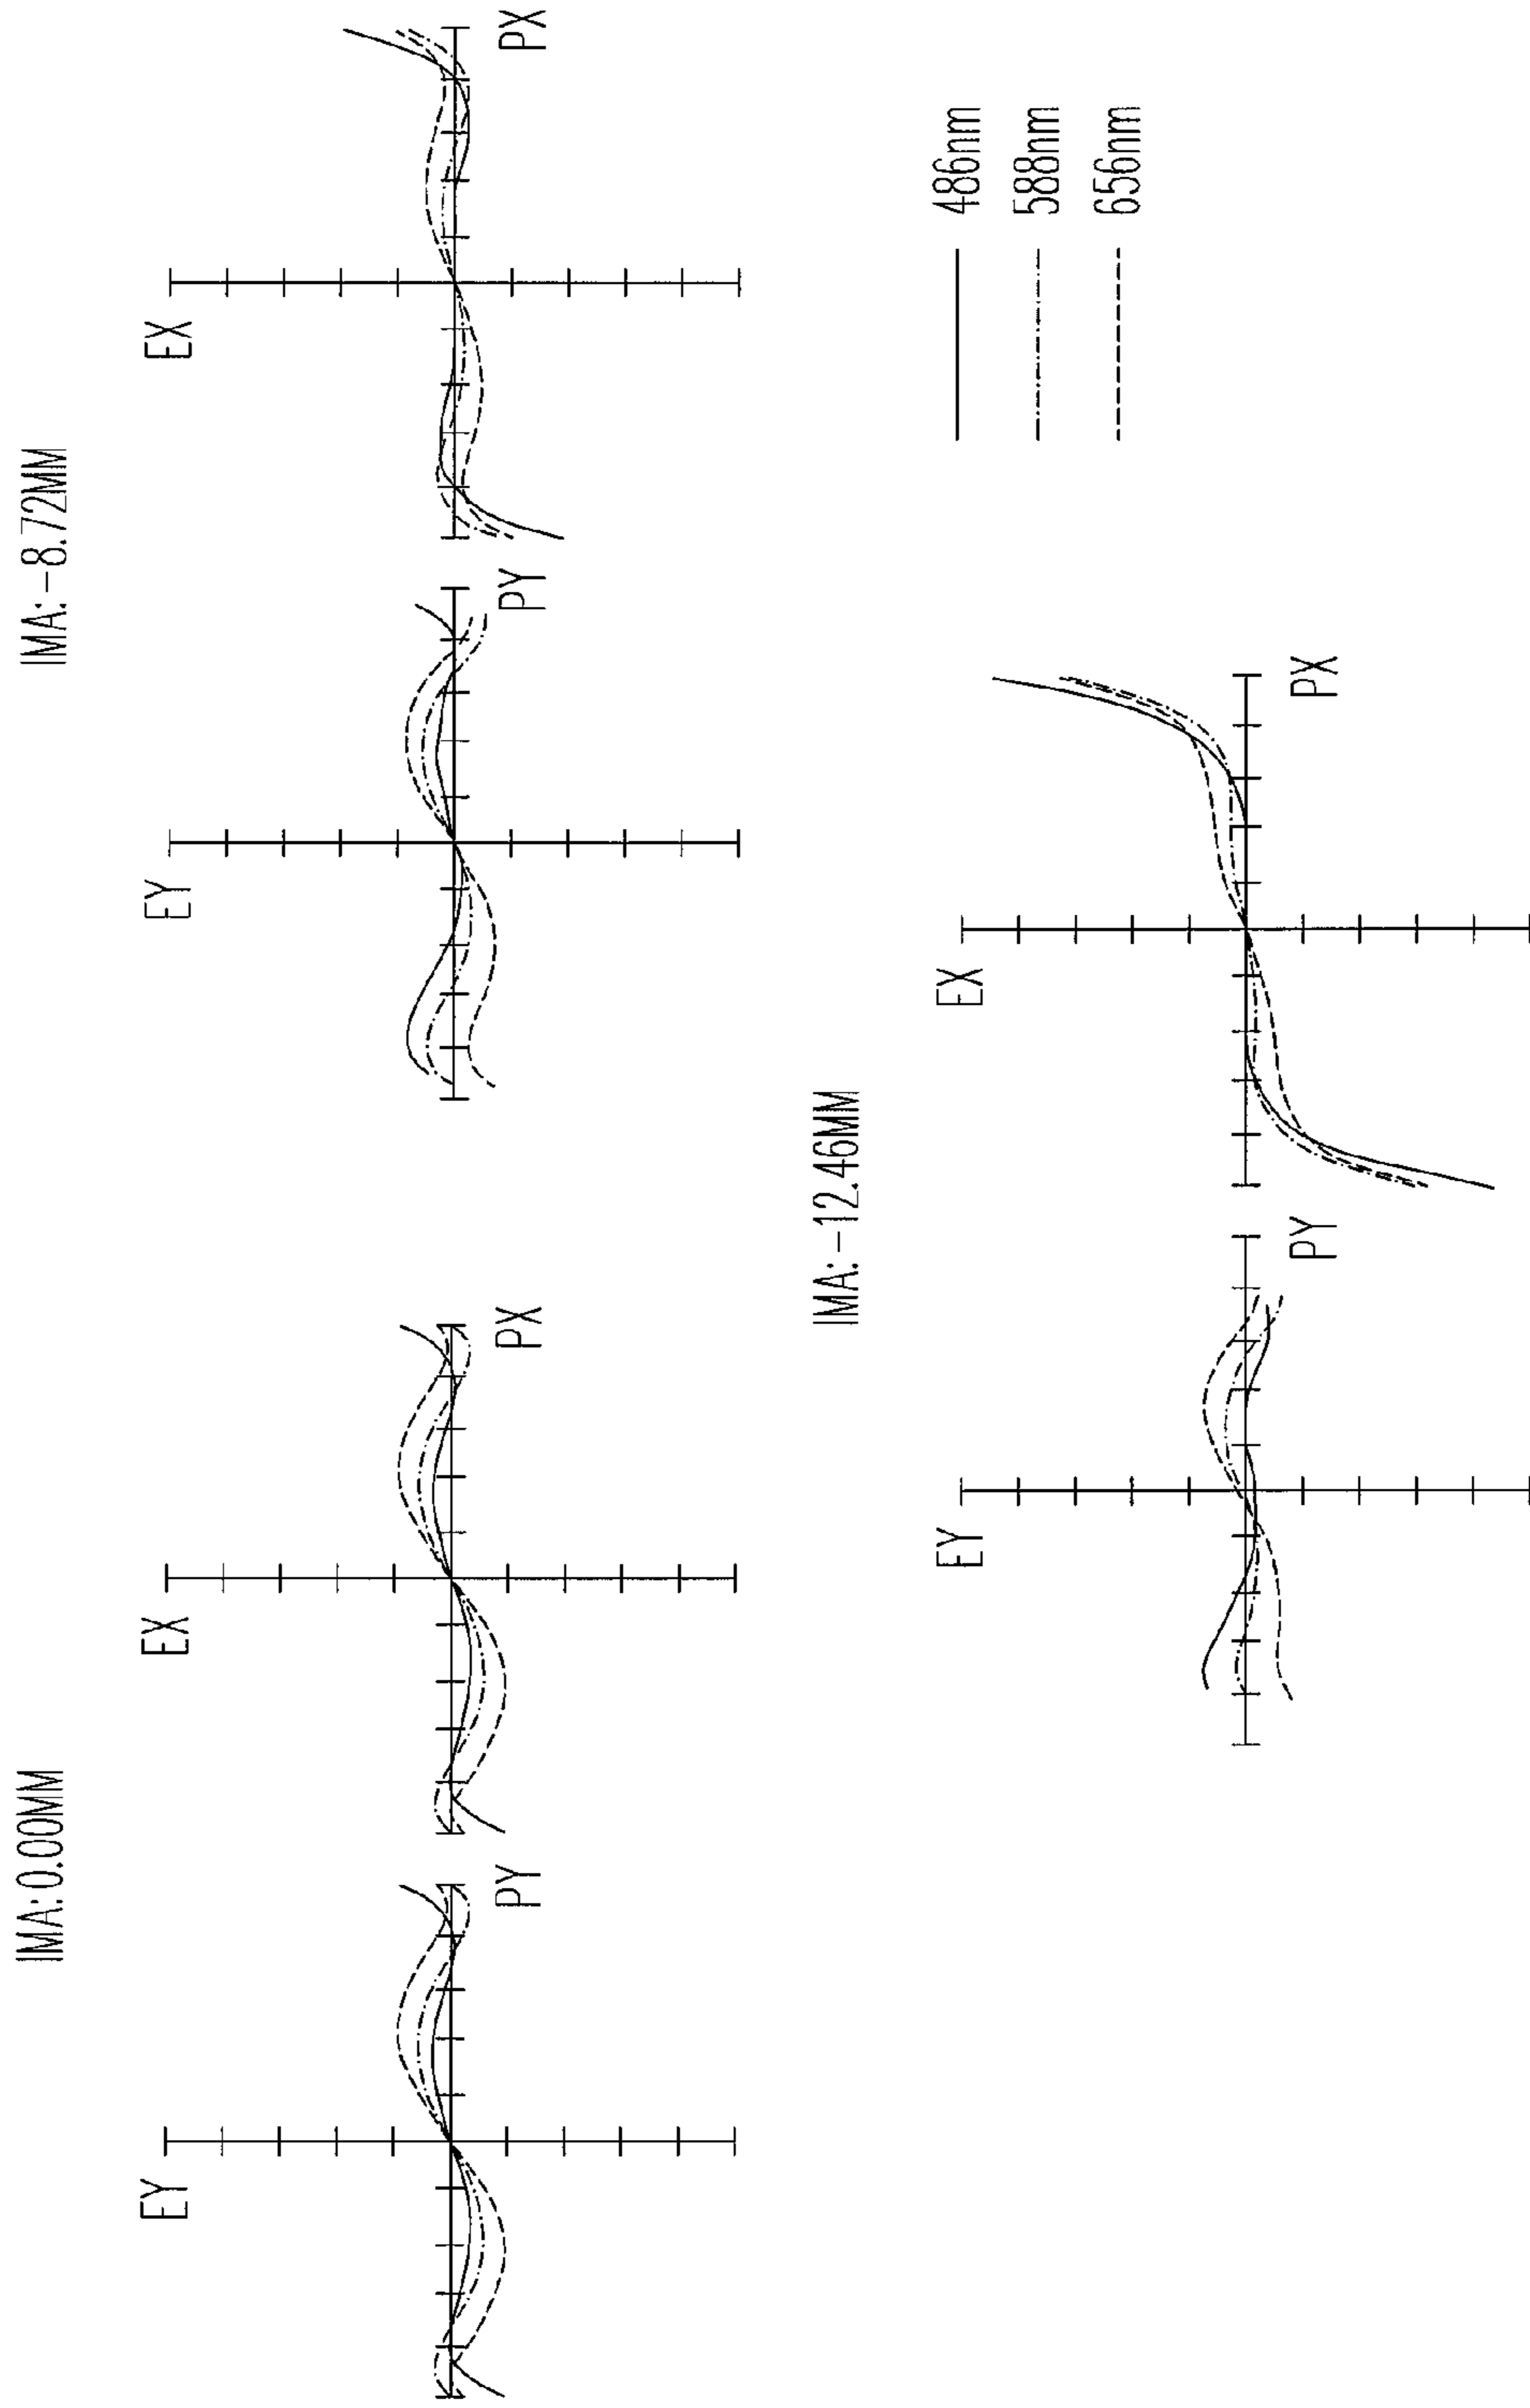 IMA: 0.00MM
EY
PY
EX
PX
IMA: -8.72MM
EY
PY
EX
PX
IMA: -12.46MM
EY
PY
EX
PX
486nm
588nm
656nm